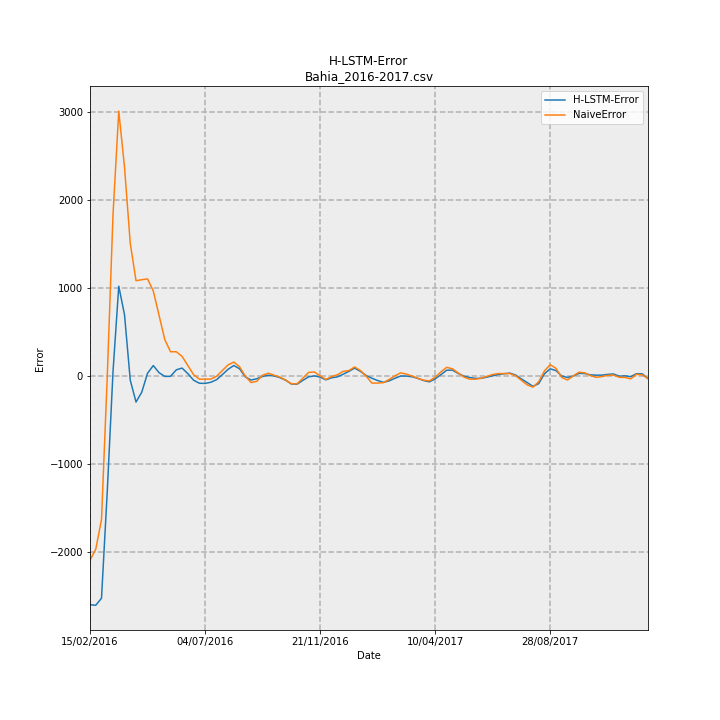 H-LSTM-Error
Bahia_2016-2017.csv
H-LSTM-Error
NaiveError
3000
2000
1000
0
−1000
−2000
Error
15/02/2016
04/07/2016
21/11/2016
10/04/2017
28/08/2017
Date